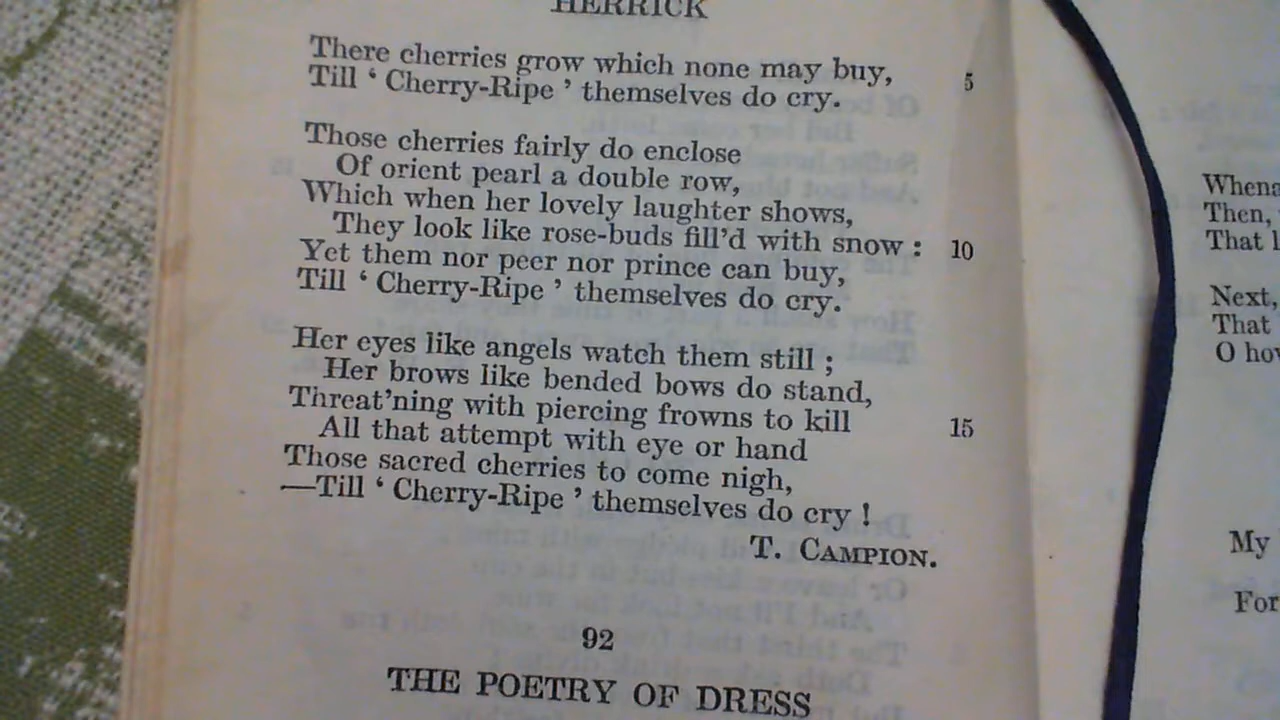 HERRICK
There cherries grow which none may buy,
5
Till ‘ Cherry-Ripe ’ themselves do cry.
Those cherries fairly do enclose
Of orient pearl a double row,
Which when her lovely laughter shows,
They look like rose-buds fill’d with snow :
10
Yet them nor peer nor prince can buy,
Till ‘ Cherry-Ripe ’ themselves do cry.
Her eyes like angels watch them still ;
Her brows like bended bows do stand,
Threat’ning with piercing frowns to kill
15
All that attempt with eye or hand
Those sacred cherries to come nigh,
—Till ‘ Cherry-Ripe ’ themselves do cry !
T. CAMPION.
92
THE POETRY OF DRESS
Then,
That
Next,
That
O
My
For